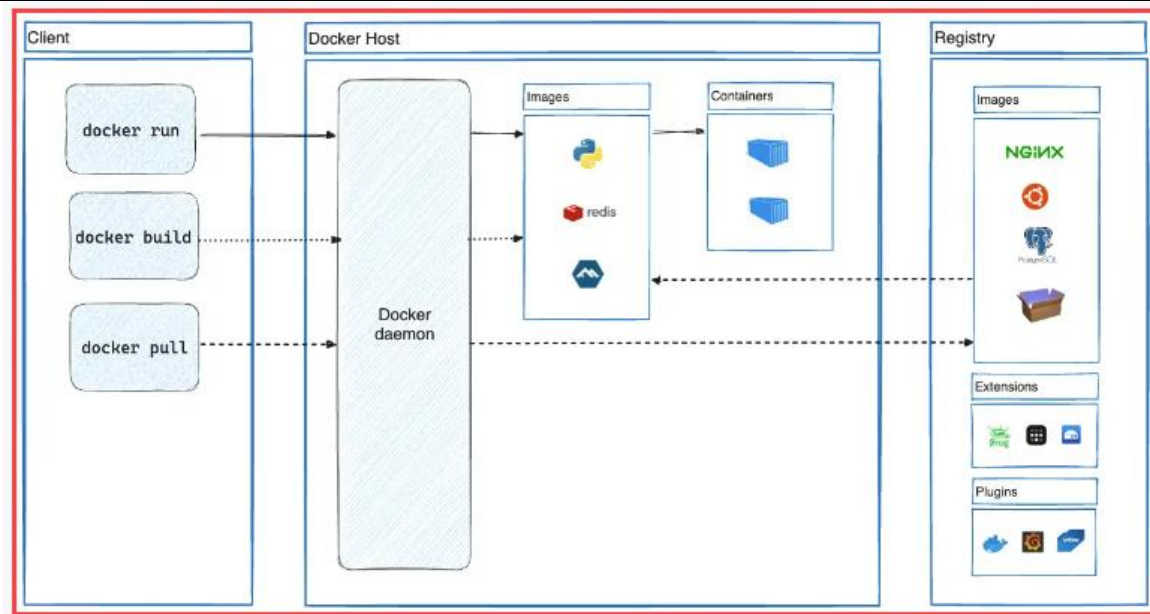 Client
docker run
docker build
docker pull
Docker Host
Docker
daemon
Images
redis
Containers
Registry
Images
NGINX
PostgreSQL
Extensions
Plugins